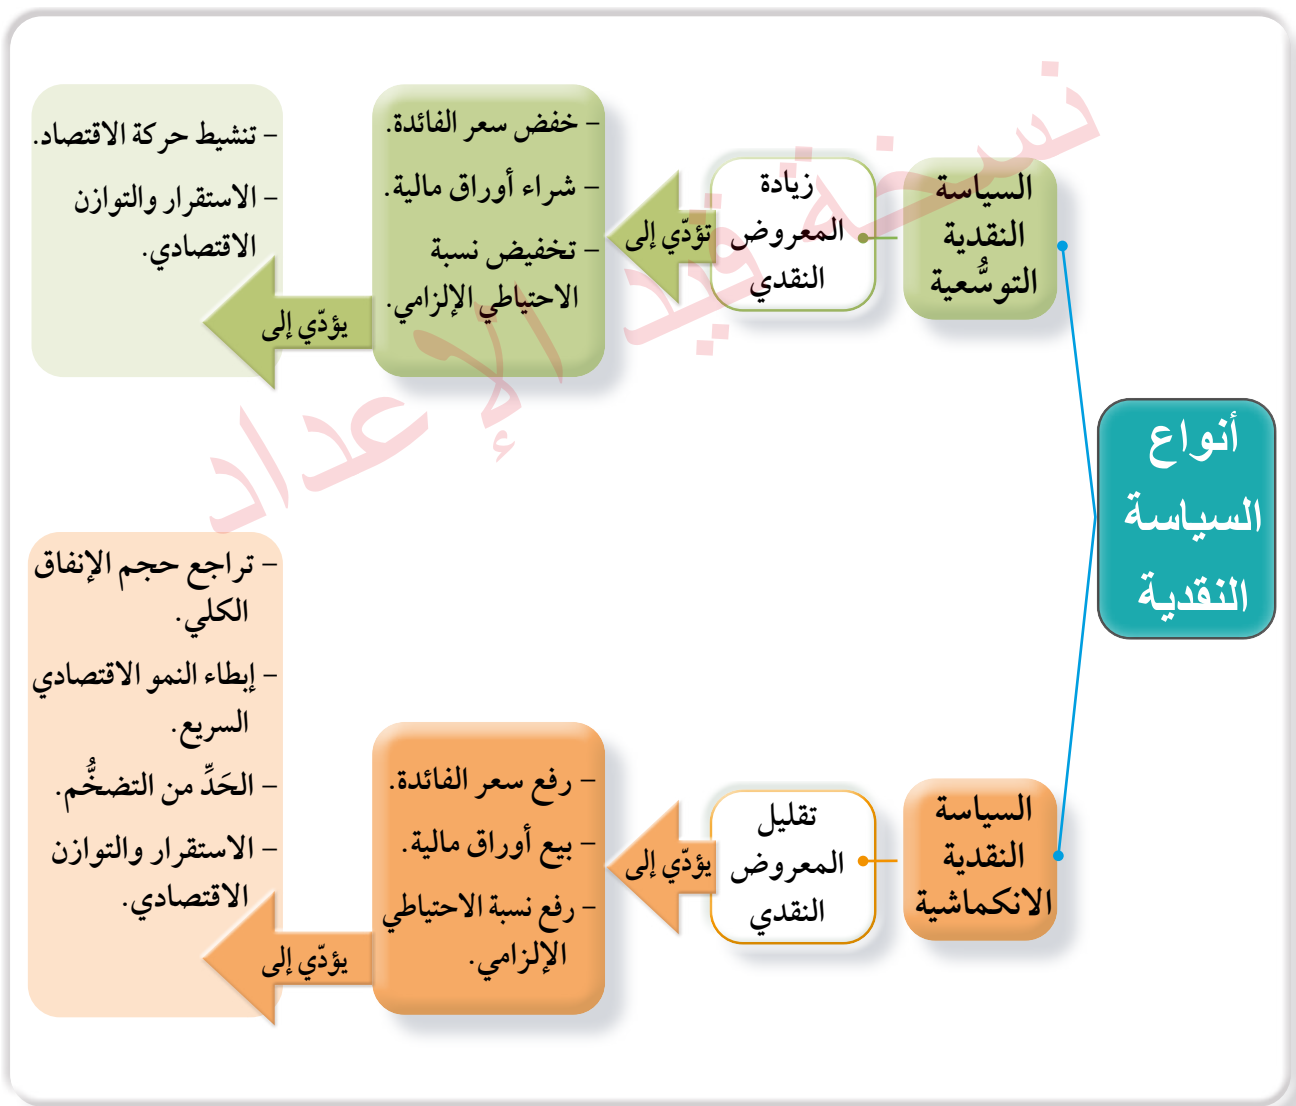 أنواع
السياسة
النقدية
السياسة
النقدية
التوسُّعية
زيادة
المعروض
النقدي
تؤدّي إلى
– خفض سعر الفائدة.
– شراء أوراق مالية.
– تخفيض نسبة
الاحتياطي الإلزامي.
يؤدّي إلى
– تنشيط حركة الاقتصاد.
– الاستقرار والتوازن
الاقتصادي.
السياسة
النقدية
الانكماشية
تقليل
المعروض
النقدي
يؤدّي إلى
– رفع سعر الفائدة.
– بيع أوراق مالية.
– رفع نسبة الاحتياطي
الإلزامي.
يؤدّي إلى
– تراجع حجم الإنفاق
الكلي.
– إبطاء النمو الاقتصادي
السريع.
– الحَدِّ من التضخُّم.
– الاستقرار والتوازن
الاقتصادي.
نسخة قيد الإعداد